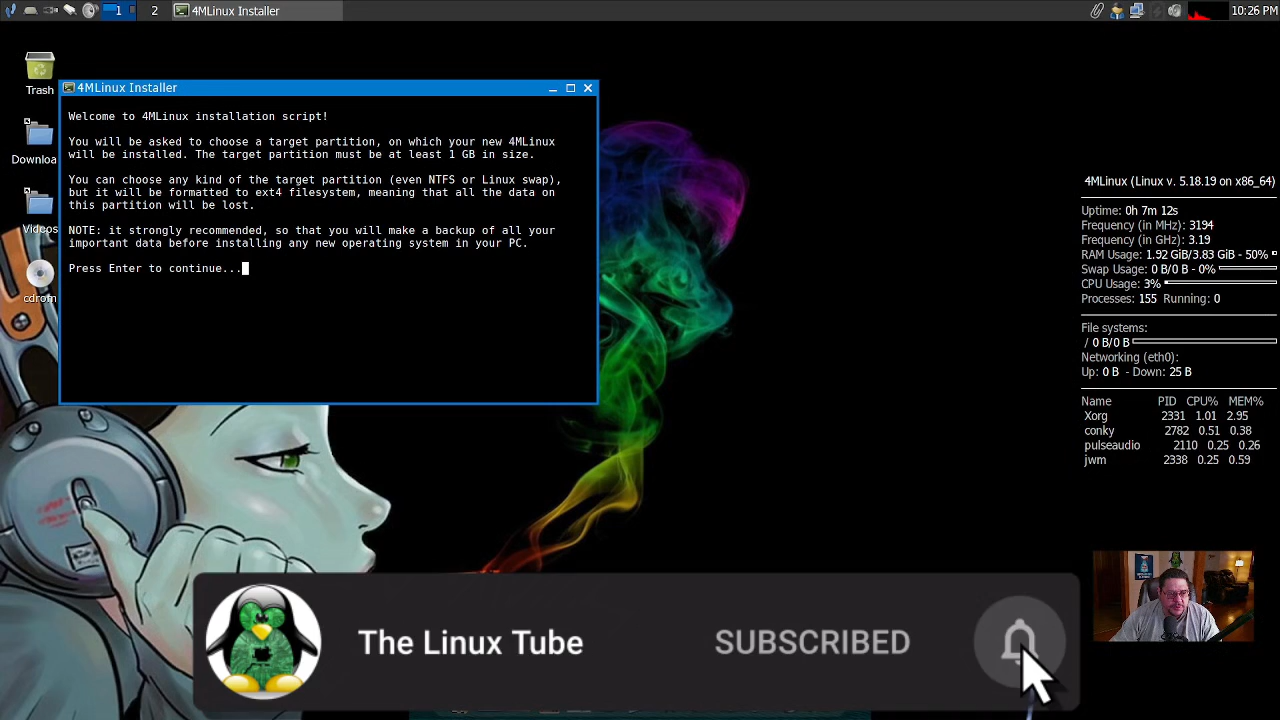 1
2
4MLinux Installer
10:26 PM
Trash
Downloa
Videos
cdrom
4MLinux Installer
Welcome to 4MLinux installation script!
You will be asked to choose a target partition, on which your new 4MLinux
will be installed. The target partition must be at least 1 GB in size.
You can choose any kind of the target partition (even NTFS or Linux swap),
but it will be formatted to ext4 filesystem, meaning that all the data on
this partition will be lost.
NOTE: it strongly recommended, so that you will make a backup of all your
important data before installing any new operating system in your PC.
Press Enter to continue...
4MLinux (Linux v. 5.18.19 on x86_64)
Uptime: 0h 7m 12s
Frequency (in MHz): 3194
Frequency (in GHz): 3.19
RAM Usage: 1.92 GiB/3.83 GiB - 50%
Swap Usage: 0 B/0 B - 0%
CPU Usage: 3%
Processes: 155 Running: 0
File systems:
/ 0 B/0 B
Networking (eth0):
Up: 0 B - Down: 25 B
Name PID CPU% MEM%
Xorg 2331 1.01 2.95
conky 2782 0.51 0.38
pulseaudio 2110 0.25 0.26
jwm 2338 0.25 0.59
The Linux Tube
SUBSCRIBED